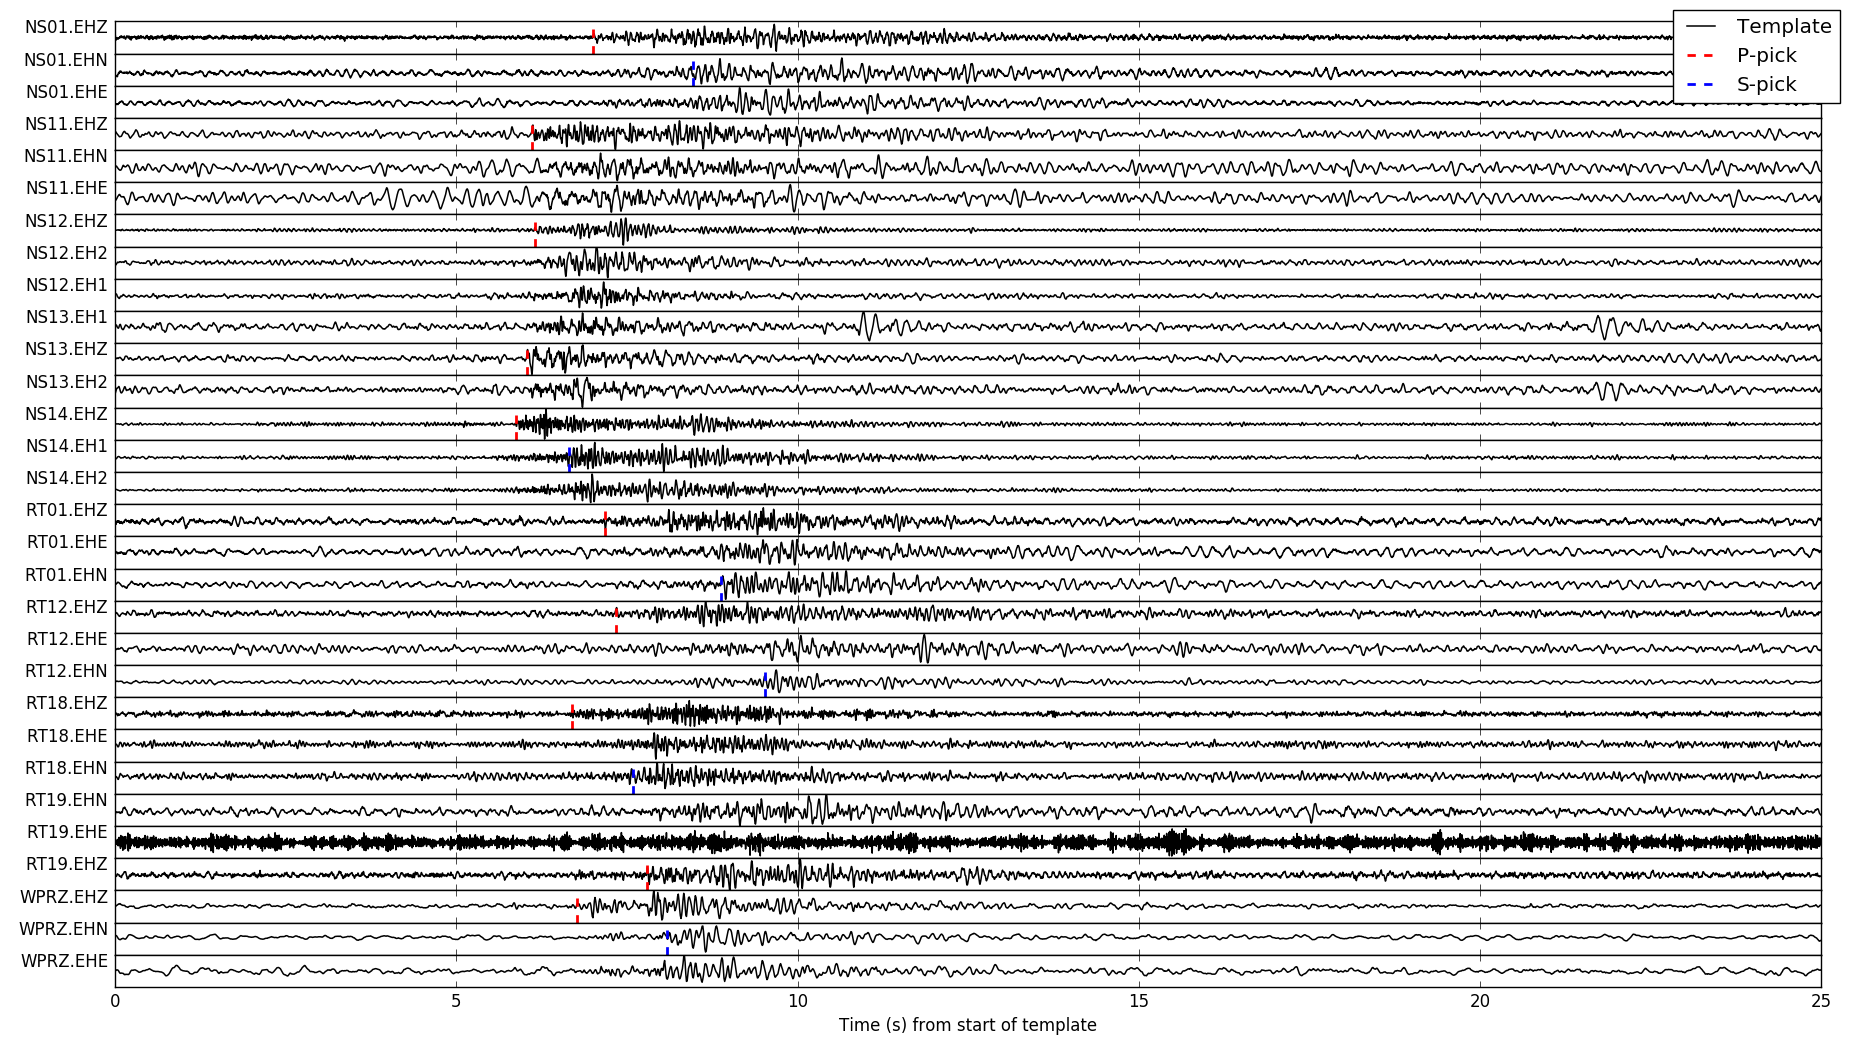 NS01.EHZ
NS01.EHN
NS01.EHE
NS11.EHZ
NS11.EHN
NS11.EHE
NS12.EHZ
NS12.EH2
NS12.EH1
NS13.EH1
NS13.EHZ
NS13.EH2
NS14.EHZ
NS14.EH1
NS14.EH2
RT01.EHZ
RT01.EHE
RT01.EHN
RT12.EHZ
RT12.EHE
RT12.EHN
RT18.EHZ
RT18.EHE
RT18.EHN
RT19.EHN
RT19.EHE
RT19.EHZ
WPRZ.EHZ
WPRZ.EHN
WPRZ.EHE
Template
P-pick
S-pick
0 5 10 15 20 25
Time (s) from start of template